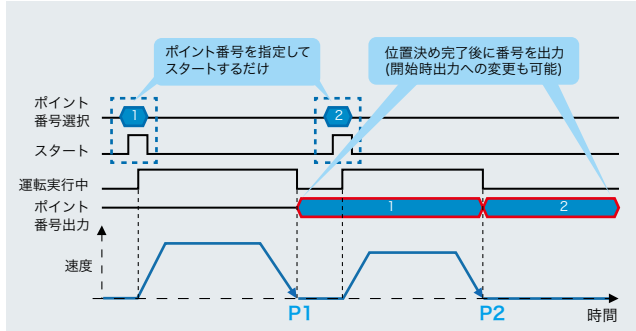 ポイント番号を指定して
スタートするだけ
位置決め完了後に番号を出力
(開始時出力への変更も可能)
ポイント
番号選択
1
2
スタート
運転実行中
ポイント
番号出力
1
2
速度
P1
P2
時間